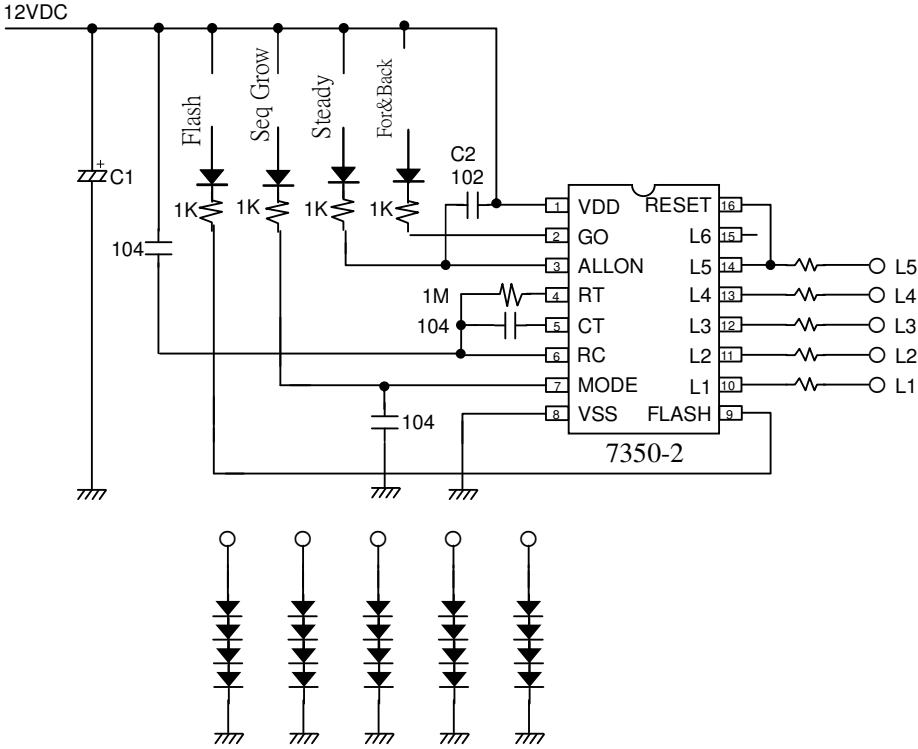 12VDC
Flash
Seq Grow
Steady
For&Back
+
C1
C2
102
1K
1K
1K
1K
104
1M
104
104
1 VDD RESET 16
2 GO L6 15
3 ALLON L5 14
4 RT L4 13
5 CT L3 12
6 RC L2 11
7 MODE L1 10
8 VSS FLASH 9
7350-2
L5
L4
L3
L2
L1